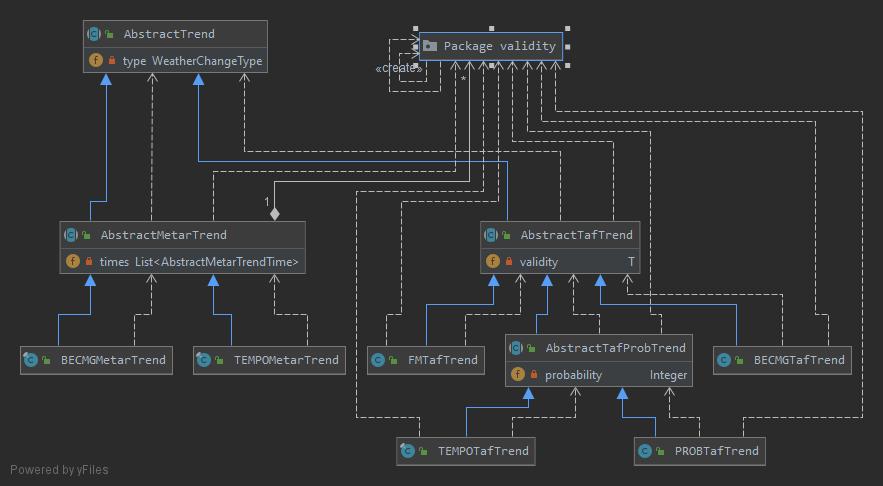 AbstractTrend
type WeatherChangeType
Package validity
«create»
*
1
AbstractMetarTrend
times List<AbstractMetarTrendTime>
AbstractTafTrend
validity T
BECMGMetarTrend
TEMPOMetarTrend
FMTafTrend
AbstractTafProbTrend
probability Integer
BECMGTafTrend
TEMPOTafTrend
PROBTafTrend
Powered by yFiles